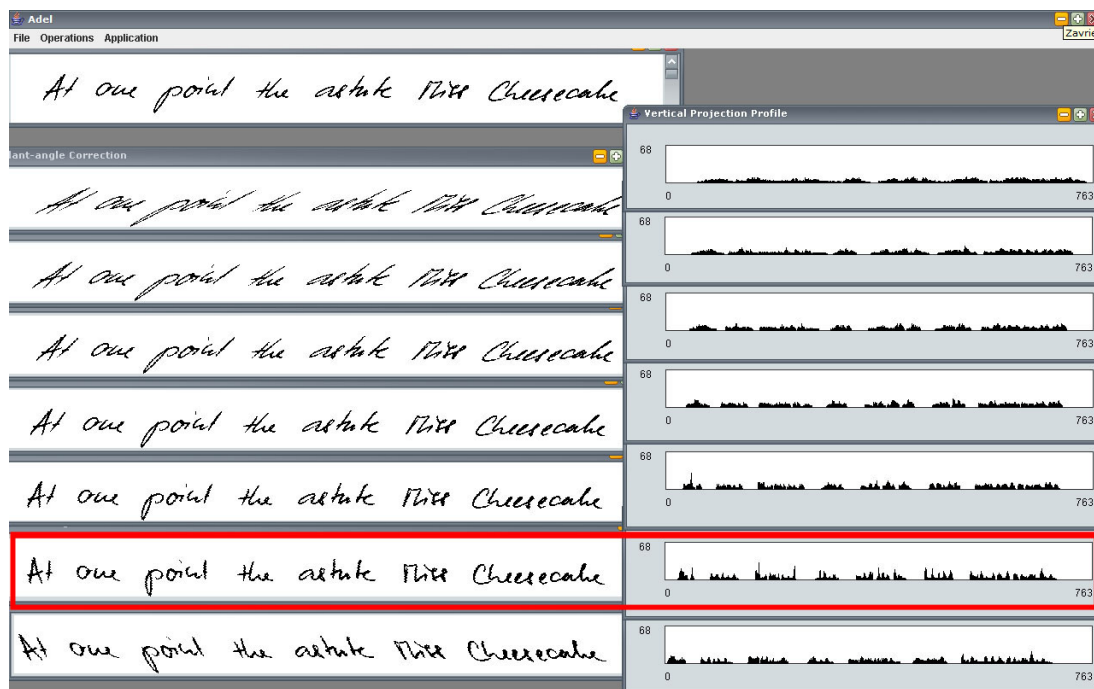 Adel
File Operations Application
Zavrie
At one point the astute Miss Cheesecake
Vertical Projection Profile
lant-angle Correction
68
0 763
At one point the astute Miss Cheesecake
68
0 763
At one point the astute Miss Cheesecake
68
0 763
At one point the astute Miss Cheesecake
68
0 763
At one point the astute Miss Cheesecake
68
0 763
At one point the astute Miss Cheesecake
68
0 763
At one point the astute Miss Cheesecake
68
0 763
At one point the astute Miss Cheesecake